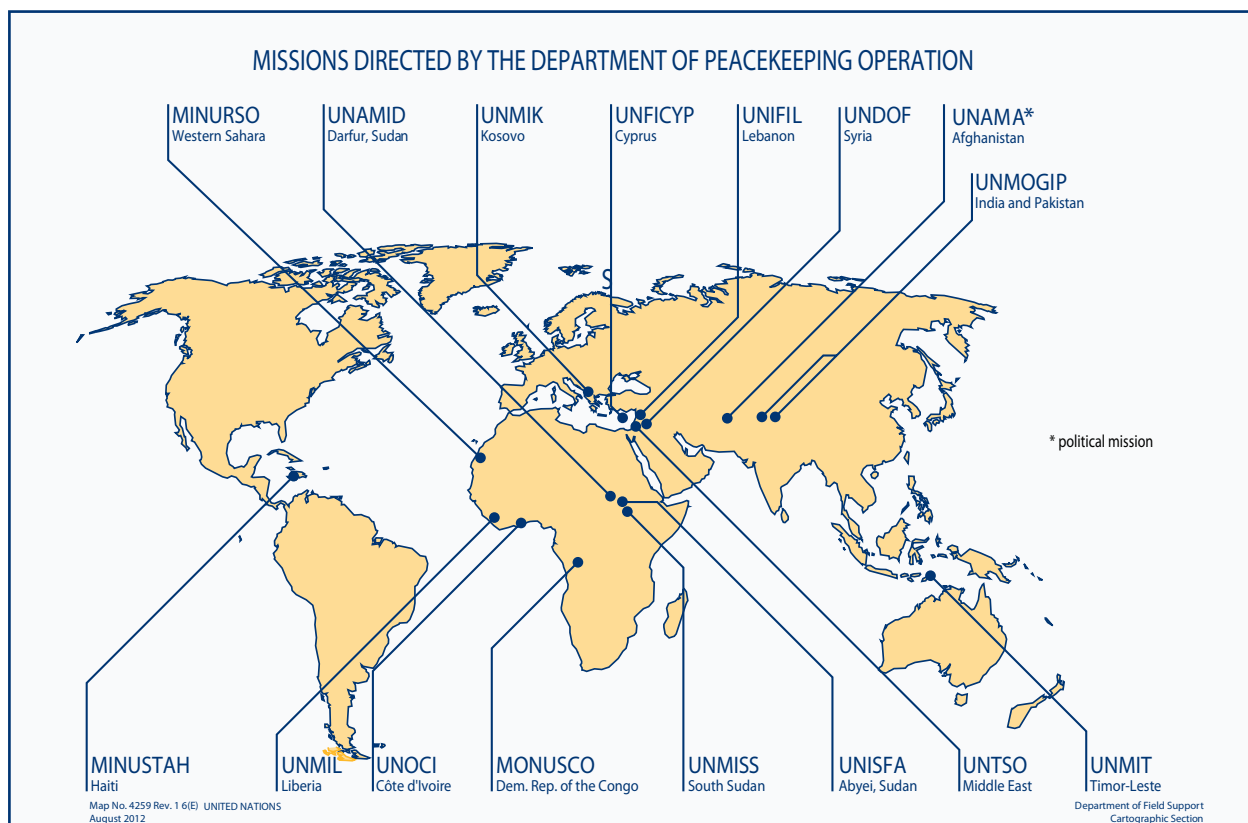 MISSIONS DIRECTED BY THE DEPARTMENT OF PEACEKEEPING OPERATION
MINURSO
Western Sahara
UNAMID
Darfur, Sudan
UNMIK
Kosovo
UNFICYP
Cyprus
UNIFIL
Lebanon
UNDOF
Syria
UNAMA*
Afghanistan
UNMOGIP
India and Pakistan
S
* political mission
MINUSTAH
Haiti
UNMIL
Liberia
UNOCI
Côte d'Ivoire
MONUSCO
Dem. Rep. of the Congo
UNMISS
South Sudan
UNISFA
Abyei, Sudan
UNTSO
Middle East
UNMIT
Timor-Leste
Map No. 4259 Rev. 1 6(E) UNITED NATIONS
August 2012
Department of Field Support
Cartographic Section